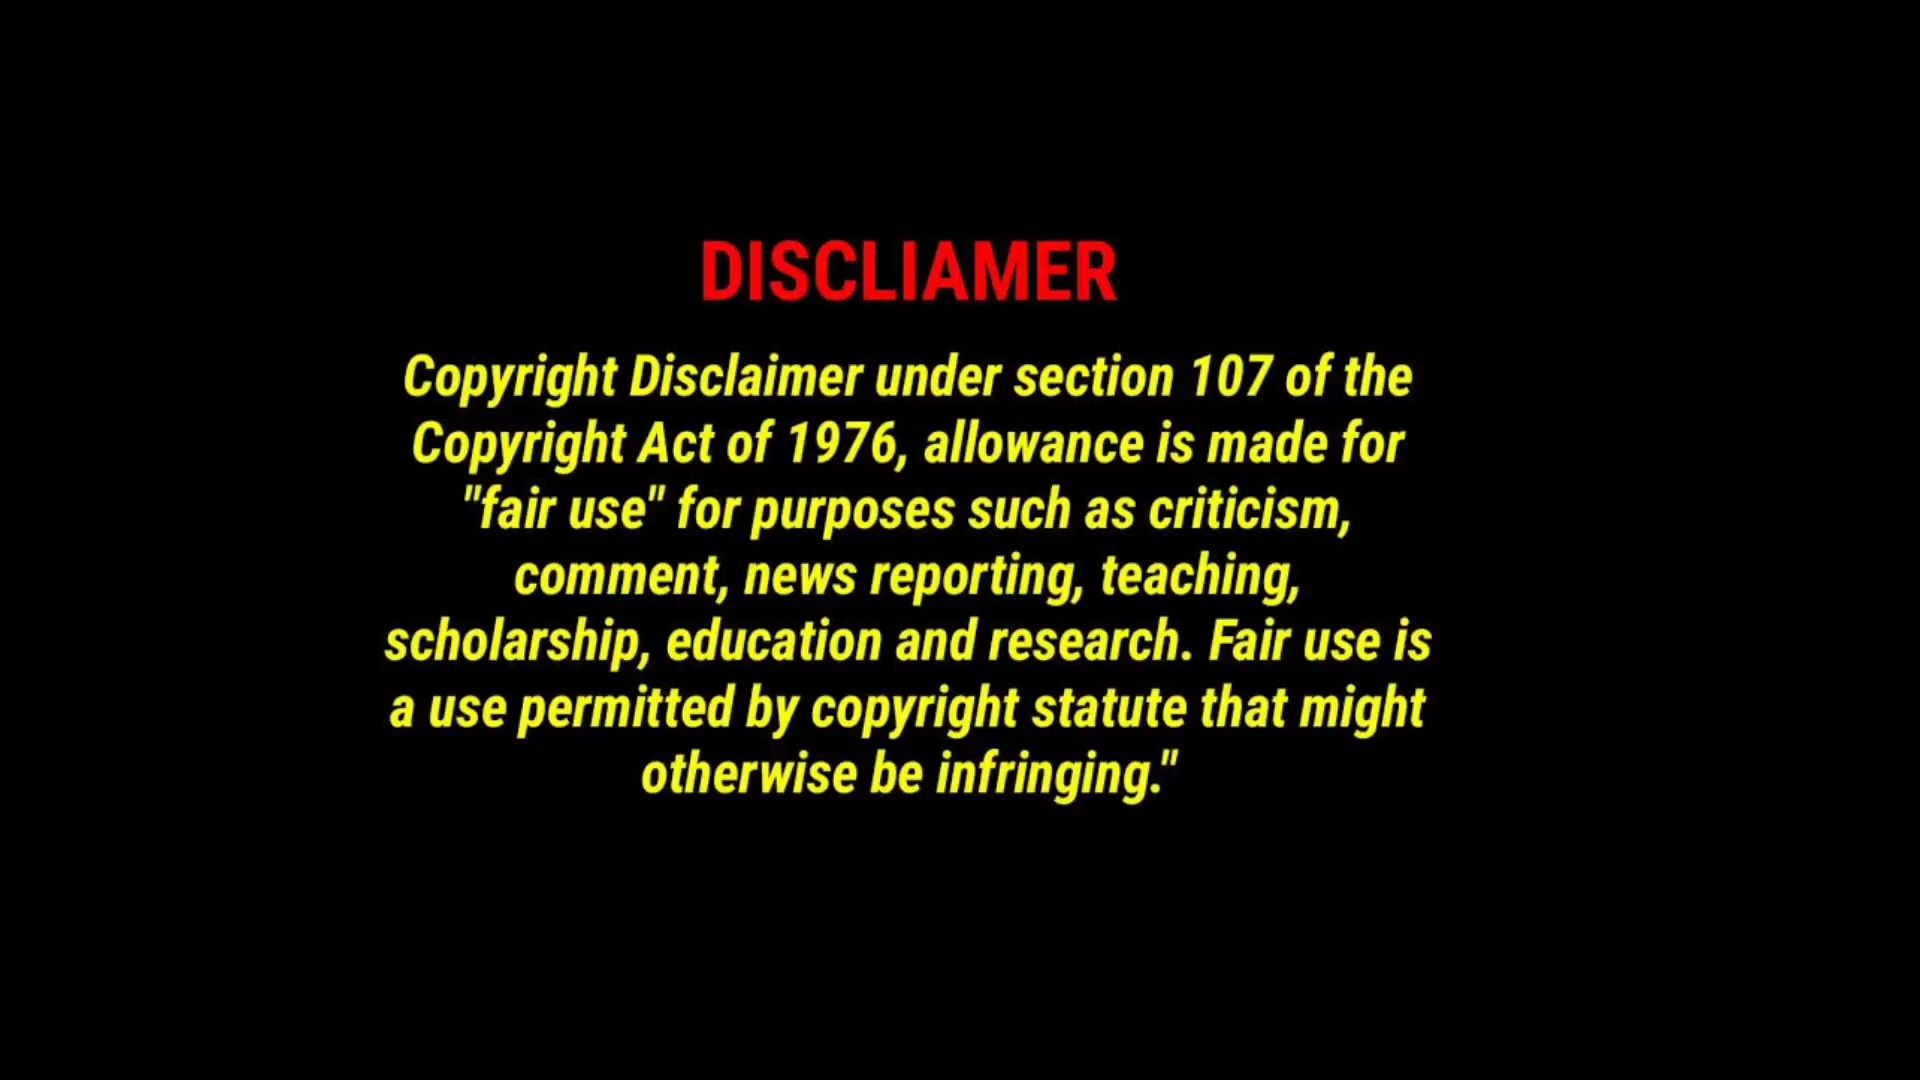 DISCLIAMER
Copyright Disclaimer under section 107 of the
Copyright Act of 1976, allowance is made for
"fair use" for purposes such as criticism,
comment, news reporting, teaching,
scholarship, education and research. Fair use is
a use permitted by copyright statute that might
otherwise be infringing."